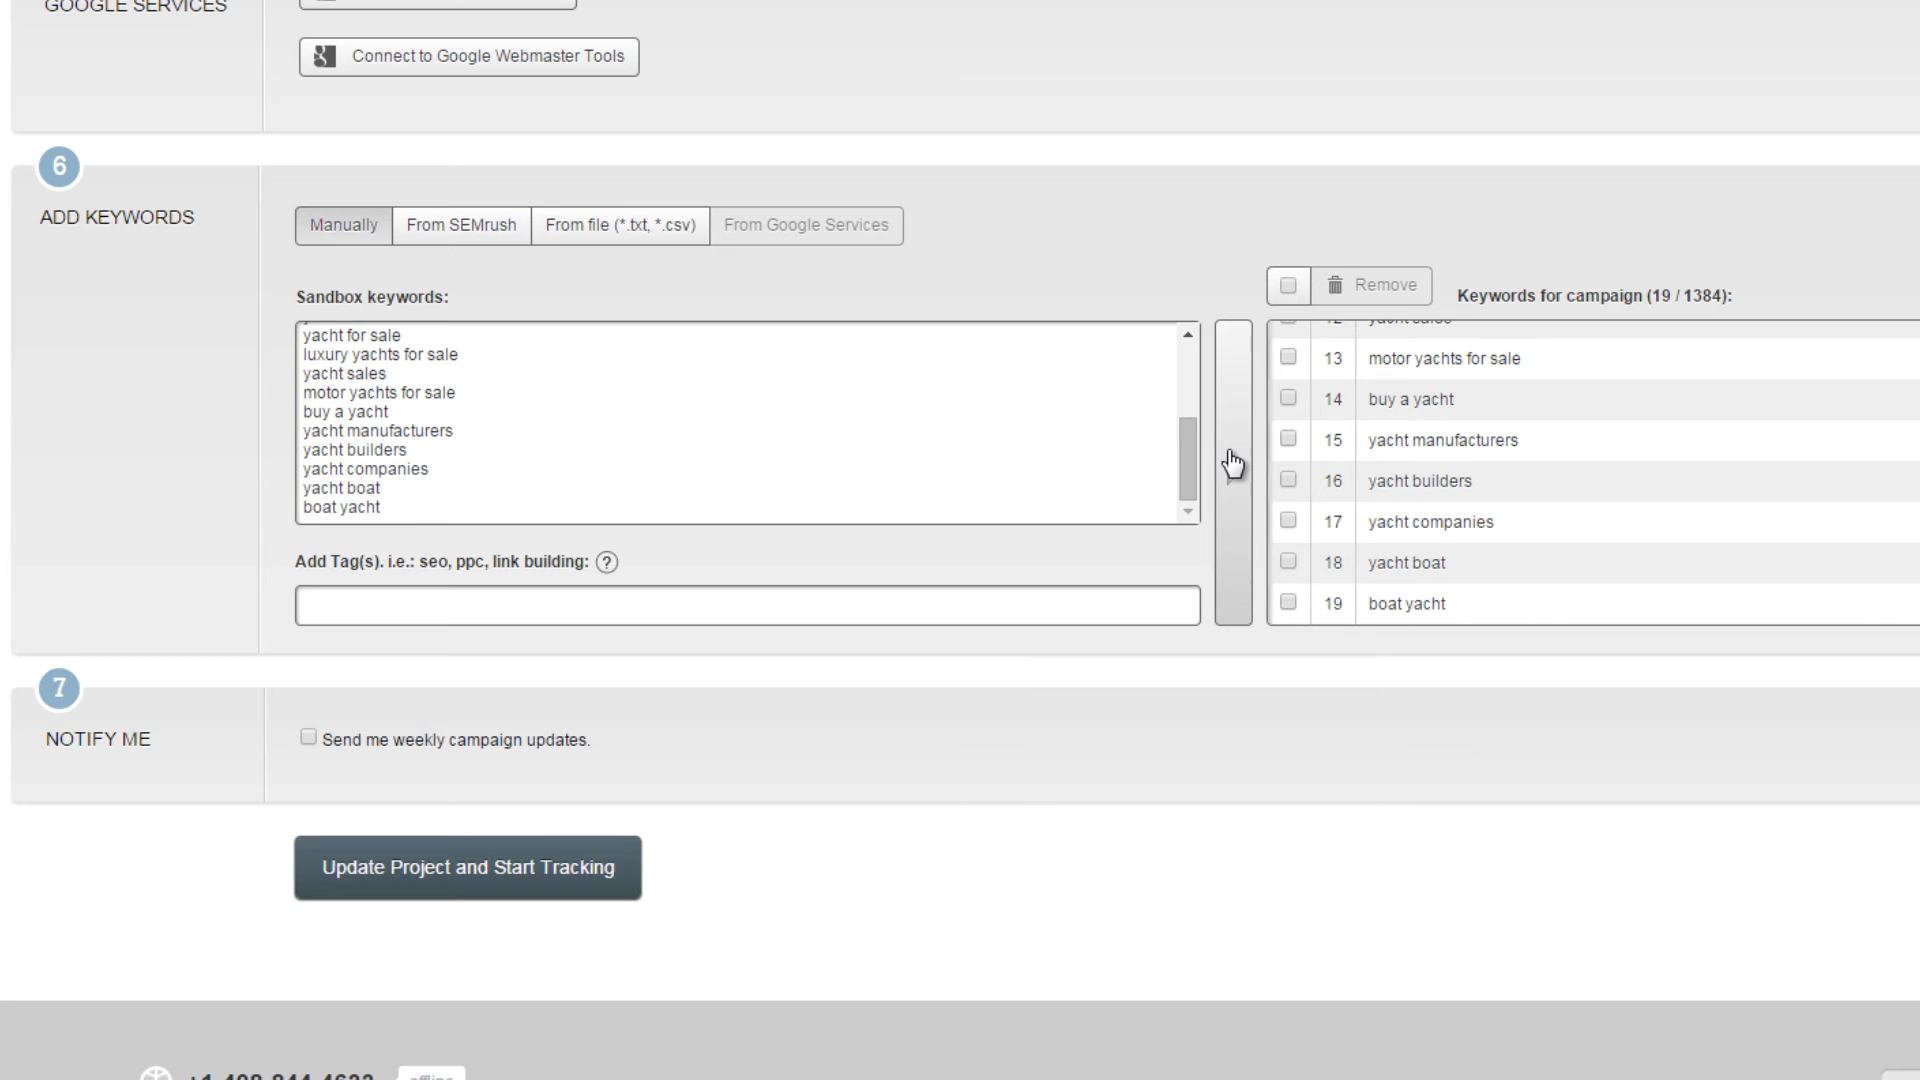 GOOGLE SERVICES
Connect to Google Webmaster Tools
6
ADD KEYWORDS
Manually
From SEMrush
From file (*.txt, *.csv)
From Google Services
Sandbox keywords:
yacht for sale
luxury yachts for sale
yacht sales
motor yachts for sale
buy a yacht
yacht manufacturers
yacht builders
yacht companies
yacht boat
boat yacht
Add Tag(s). i.e.: seo, ppc, link building: ?
Remove
Keywords for campaign (19 / 1384):
12 yacht sales
13 motor yachts for sale
14 buy a yacht
15 yacht manufacturers
16 yacht builders
17 yacht companies
18 yacht boat
19 boat yacht
7
NOTIFY ME
Send me weekly campaign updates.
Update Project and Start Tracking
offline